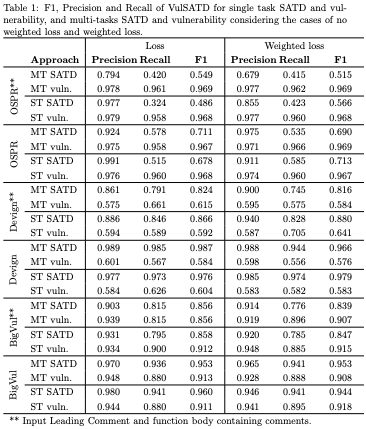 Table 1: F1, Precision and Recall of VulSATD for single task SATD and vul-
nerability, and multi-tasks SATD and vulnerability considering the cases of no
weighted loss and weighted loss.
Loss Weighted loss
Approach Precision Recall F1 Precision Recall F1
OSPR**
MT SATD 0.794 0.420 0.549 0.679 0.415 0.515
MT vuln. 0.978 0.961 0.969 0.977 0.962 0.969
ST SATD 0.977 0.324 0.486 0.855 0.423 0.566
ST vuln. 0.979 0.958 0.968 0.977 0.960 0.968
OSPR
MT SATD 0.924 0.578 0.711 0.975 0.535 0.690
MT vuln. 0.975 0.958 0.967 0.971 0.966 0.969
ST SATD 0.991 0.515 0.678 0.911 0.585 0.713
ST vuln. 0.976 0.960 0.968 0.974 0.960 0.967
Devign**
MT SATD 0.861 0.791 0.824 0.900 0.745 0.816
MT vuln. 0.575 0.661 0.615 0.595 0.575 0.584
ST SATD 0.886 0.846 0.866 0.940 0.828 0.880
ST vuln. 0.594 0.589 0.592 0.587 0.705 0.641
Devign
MT SATD 0.989 0.985 0.987 0.988 0.944 0.966
MT vuln. 0.601 0.567 0.584 0.598 0.556 0.576
ST SATD 0.977 0.973 0.976 0.985 0.974 0.979
ST vuln. 0.584 0.626 0.604 0.583 0.582 0.583
BigVul**
MT SATD 0.903 0.815 0.856 0.914 0.776 0.839
MT vuln. 0.939 0.815 0.856 0.919 0.896 0.907
ST SATD 0.931 0.795 0.858 0.920 0.785 0.847
ST vuln. 0.934 0.900 0.912 0.948 0.885 0.915
BigVul
MT SATD 0.970 0.936 0.953 0.965 0.941 0.953
MT vuln. 0.948 0.880 0.913 0.928 0.888 0.908
ST SATD 0.980 0.941 0.960 0.946 0.941 0.944
ST vuln. 0.944 0.880 0.911 0.941 0.895 0.918
** Input Leading Comment and function body containing comments.